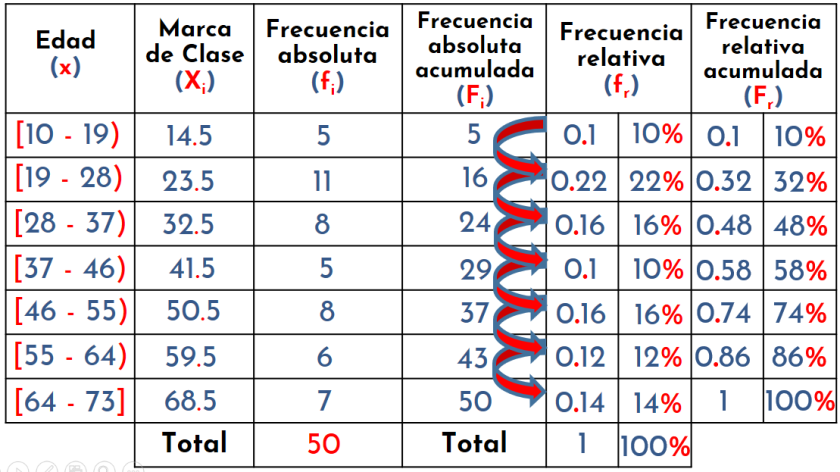 Edad (x) Marca de Clase (Xi) Frecuencia absoluta (fi) Frecuencia absoluta acumulada (Fi) Frecuencia relativa (fr) Frecuencia relativa acumulada (Fr)
[10 - 19) 14.5 5 5 0.1 10% 0.1 10%
[19 - 28) 23.5 11 16 0.22 22% 0.32 32%
[28 - 37) 32.5 8 24 0.16 16% 0.48 48%
[37 - 46) 41.5 5 29 0.1 10% 0.58 58%
[46 - 55) 50.5 8 37 0.16 16% 0.74 74%
[55 - 64) 59.5 6 43 0.12 12% 0.86 86%
[64 - 73] 68.5 7 50 0.14 14% 1 100%
Total 50 Total 1 100%